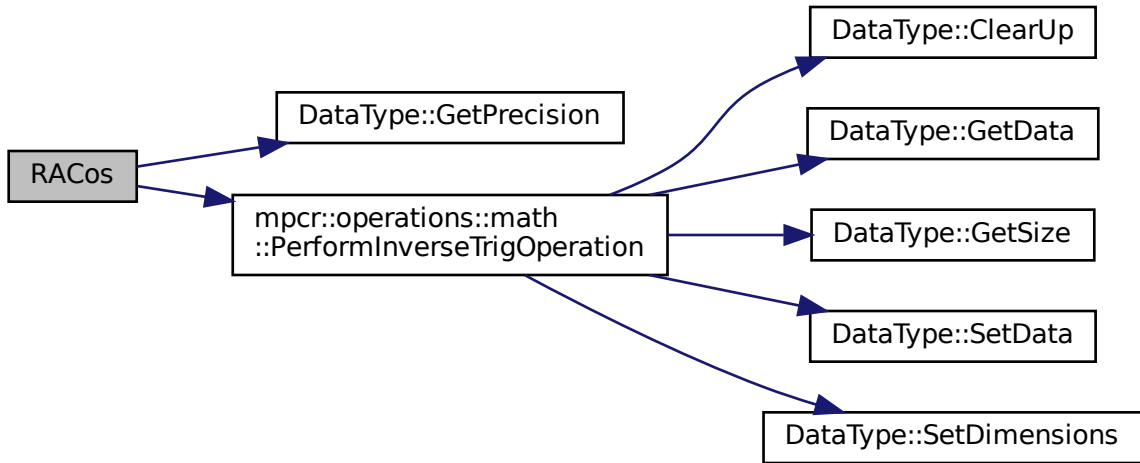 RACos
DataType::GetPrecision
mpcr::operations::math
::PerformInverseTrigOperation
DataType::ClearUp
DataType::GetData
DataType::GetSize
DataType::SetData
DataType::SetDimensions